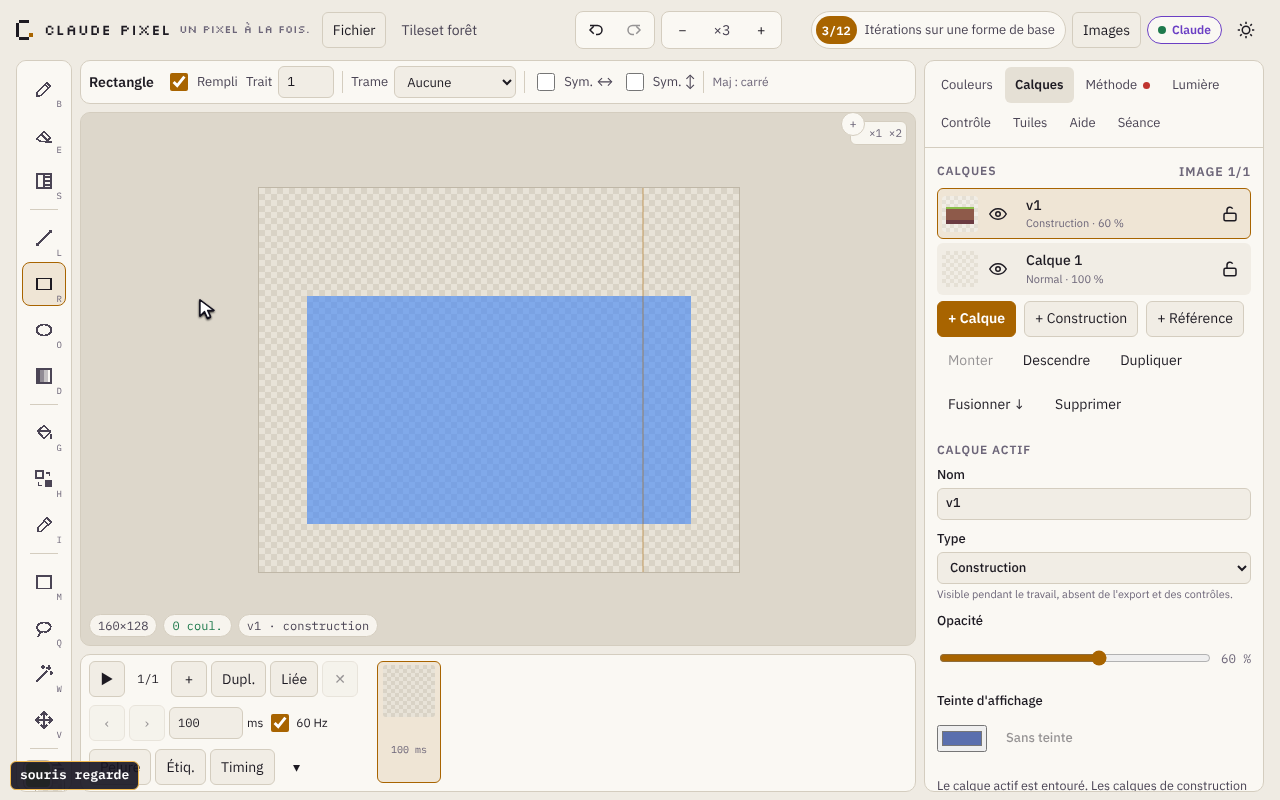 CLAUDE PIXEL UN PIXEL À LA FOIS. Fichier Tileset forêt − ×3 + 3/12 Itérations sur une forme de base Images Claude
Rectangle Rempli Trait 1 Trame Aucune Sym. ↔ Sym. ↕ Maj : carré
B
E
S
L
R
O
D
G
H
I
M
Q
W
V
+ ×1 ×2
160×128 0 coul. v1 · construction
▶ 1/1 + Dupl. Liée ✕
‹ › 100 ms 60 Hz
Étiq. Timing ▼
100 ms
souris regarde
Couleurs Calques Méthode Lumière
Contrôle Tuiles Aide Séance
CALQUES IMAGE 1/1
v1
Construction · 60 %
Calque 1
Normal · 100 %
+ Calque + Construction + Référence
Monter Descendre Dupliquer
Fusionner ↓ Supprimer
CALQUE ACTIF
Nom
v1
Type
Construction
Visible pendant le travail, absent de l'export et des contrôles.
Opacité
60 %
Teinte d'affichage
Sans teinte
Le calque actif est entouré. Les calques de construction